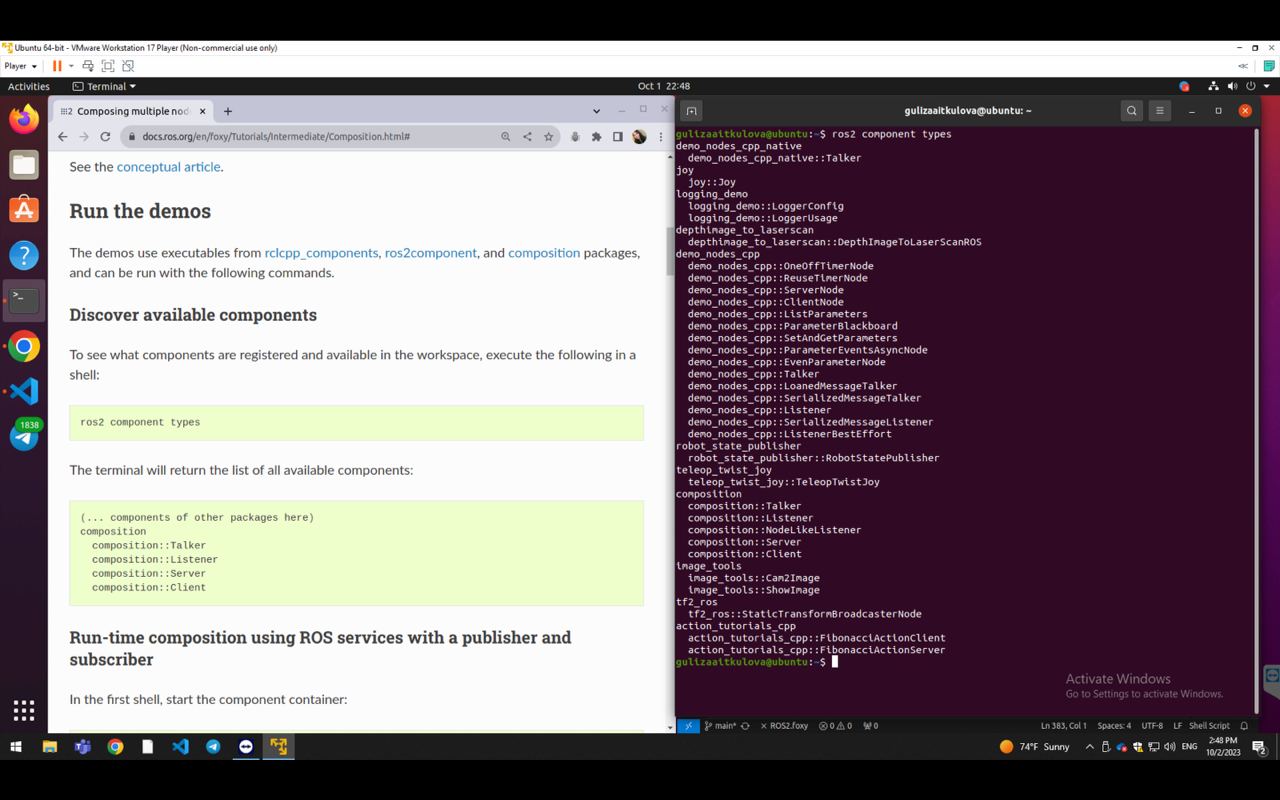 Ubuntu 64-bit - VMware Workstation 17 Player (Non-commercial use only)
Player
Activities
Terminal
Oct 1 22:48
Composing multiple nod
gulizaaitkulova@ubuntu: ~
docs.ros.org/en/foxy/Tutorials/Intermediate/Composition.html#
See the conceptual article.
Run the demos
The demos use executables from rclcpp_components, ros2component, and composition packages,
and can be run with the following commands.
Discover available components
To see what components are registered and available in the workspace, execute the following in a
shell:
ros2 component types
The terminal will return the list of all available components:
(... components of other packages here)
composition
composition::Talker
composition::Listener
composition::Server
composition::Client
Run-time composition using ROS services with a publisher and
subscriber
In the first shell, start the component container:
1838
gulizaaitkulova@ubuntu:~$ ros2 component types
demo_nodes_cpp_native
demo_nodes_cpp_native::Talker
joy
joy::Joy
logging_demo
logging_demo::LoggerConfig
logging_demo::LoggerUsage
depthimage_to_laserscan
depthimage_to_laserscan::DepthImageToLaserScanROS
demo_nodes_cpp
demo_nodes_cpp::OneOffTimerNode
demo_nodes_cpp::ReuseTimerNode
demo_nodes_cpp::ServerNode
demo_nodes_cpp::ClientNode
demo_nodes_cpp::ListParameters
demo_nodes_cpp::ParameterBlackboard
demo_nodes_cpp::SetAndGetParameters
demo_nodes_cpp::ParameterEventsAsyncNode
demo_nodes_cpp::EvenParameterNode
demo_nodes_cpp::Talker
demo_nodes_cpp::LoanedMessageTalker
demo_nodes_cpp::SerializedMessageTalker
demo_nodes_cpp::Listener
demo_nodes_cpp::SerializedMessageListener
demo_nodes_cpp::ListenerBestEffort
robot_state_publisher
robot_state_publisher::RobotStatePublisher
teleop_twist_joy
teleop_twist_joy::TeleopTwistJoy
composition
composition::Talker
composition::Listener
composition::NodeLikeListener
composition::Server
composition::Client
image_tools
image_tools::Cam2Image
image_tools::ShowImage
tf2_ros
tf2_ros::StaticTransformBroadcasterNode
action_tutorials_cpp
action_tutorials_cpp::FibonacciActionClient
action_tutorials_cpp::FibonacciActionServer
gulizaaitkulova@ubuntu:~$
Activate Windows
Go to Settings to activate Windows.
main* ROS2.foxy 0 0 0 Ln 383, Col 1 Spaces: 4 UTF-8 LF Shell Script
74°F Sunny
ENG
2:48 PM
10/2/2023
2